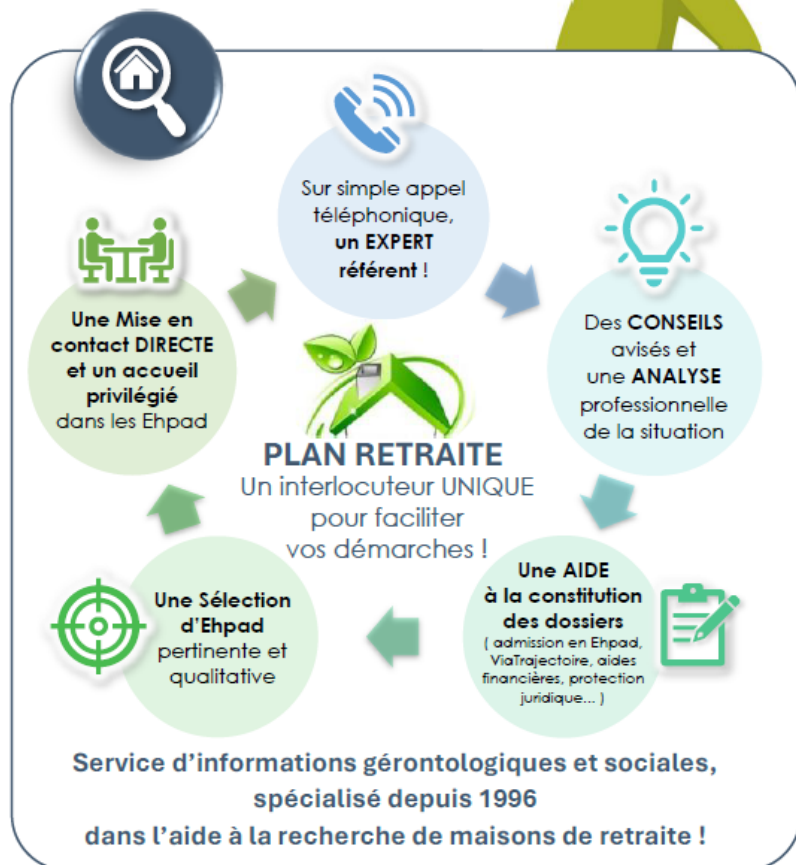 Sur simple appel
téléphonique,
un EXPERT
référent !
Des CONSEILS
avisés et
une ANALYSE
professionnelle
de la situation
Une AIDE
à la constitution
des dossiers
( admission en Ehpad,
ViaTrajectoire, aides
financières, protection
juridique... )
Une Sélection
d'Ehpad
pertinente et
qualitative
Une Mise en
contact DIRECTE
et un accueil
privilégié
dans les Ehpad
PLAN RETRAITE
Un interlocuteur UNIQUE
pour faciliter
vos démarches !
Service d'informations gérontologiques et sociales,
spécialisé depuis 1996
dans l'aide à la recherche de maisons de retraite !